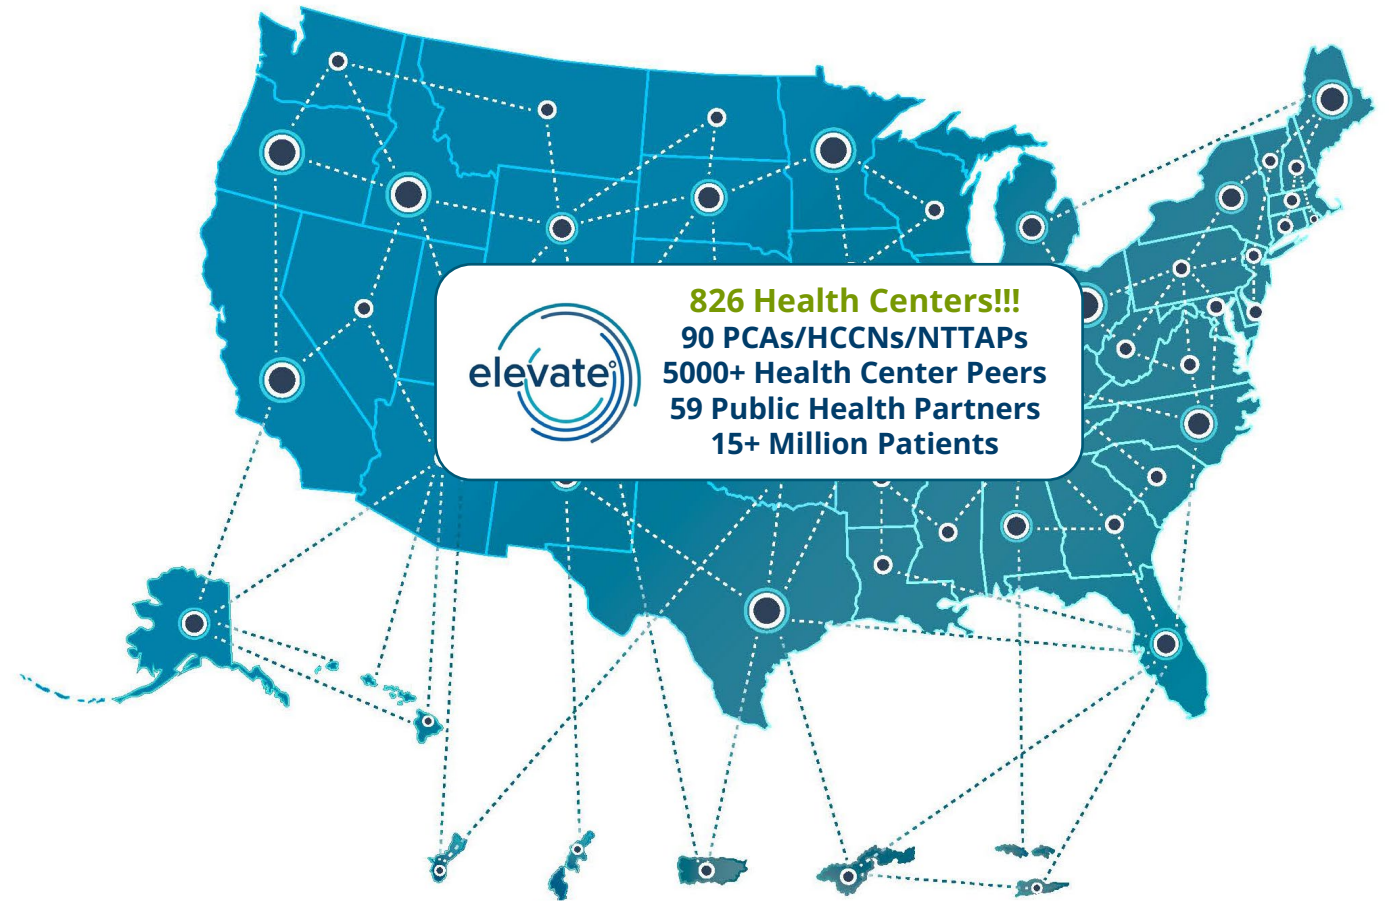 elevate
826 Health Centers!!!
90 PCAs/HCCNs/NTTAPs
5000+ Health Center Peers
59 Public Health Partners
15+ Million Patients